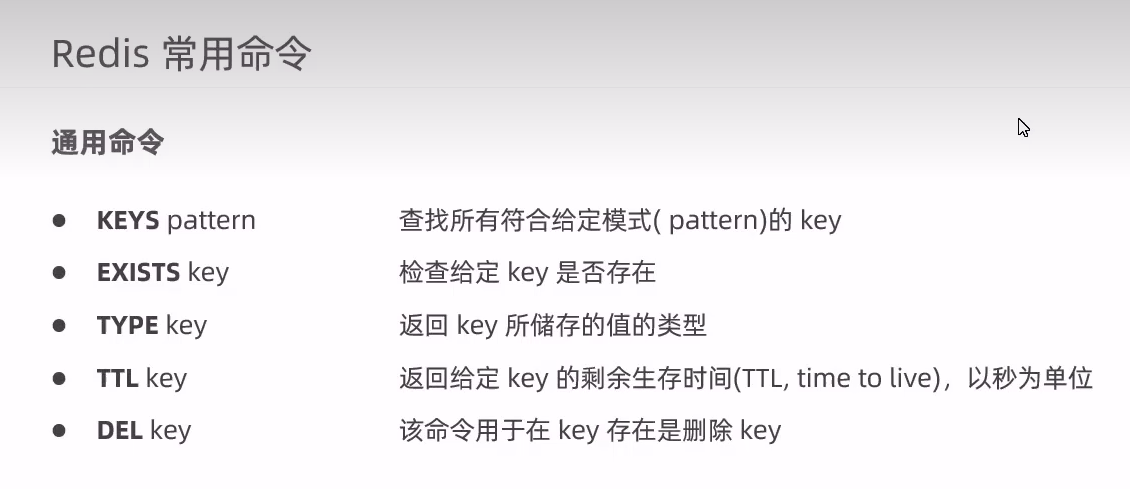 Redis 常用命令
通用命令
● KEYS pattern 查找所有符合给定模式( pattern)的 key
● EXISTS key 检查给定 key 是否存在
● TYPE key 返回 key 所储存的值的类型
● TTL key 返回给定 key 的剩余生存时间(TTL, time to live)，以秒为单位
● DEL key 该命令用于在 key 存在是删除 key